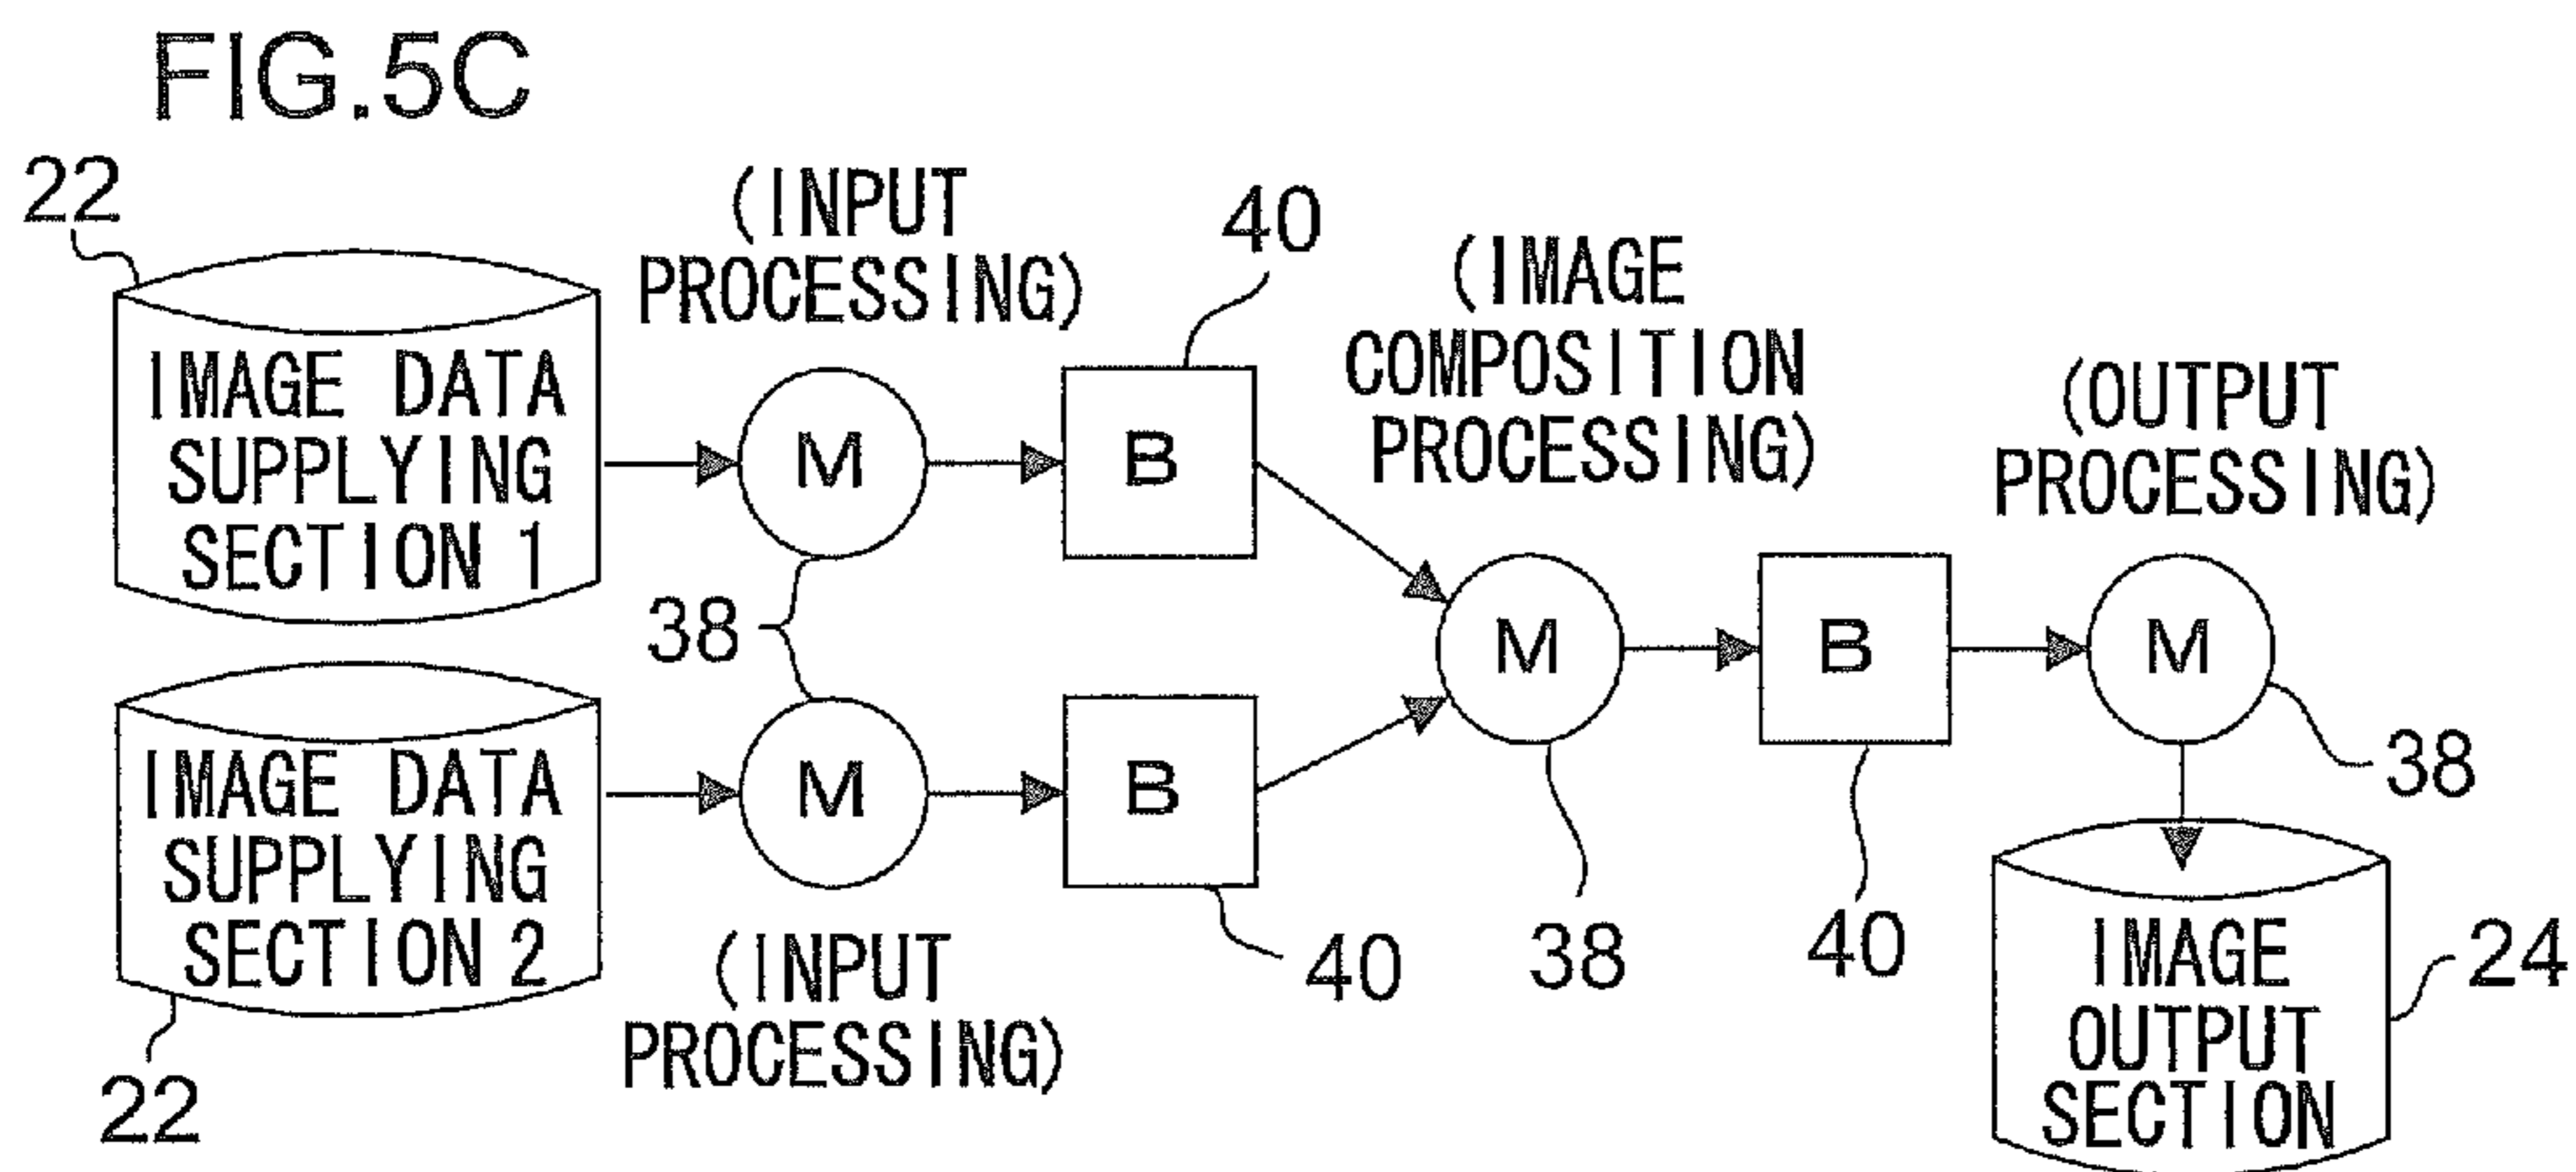 FIG.5C
22
(INPUT
PROCESSING)
40
(IMAGE
COMPOSITION
PROCESSING)
(OUTPUT
PROCESSING)
IMAGE DATA
SUPPLYING
SECTION 1
M
B
38
M
B
M
38
IMAGE DATA
SUPPLYING
SECTION 2
M
B
40
38
40
(INPUT
PROCESSING)
22
IMAGE
OUTPUT
SECTION
24